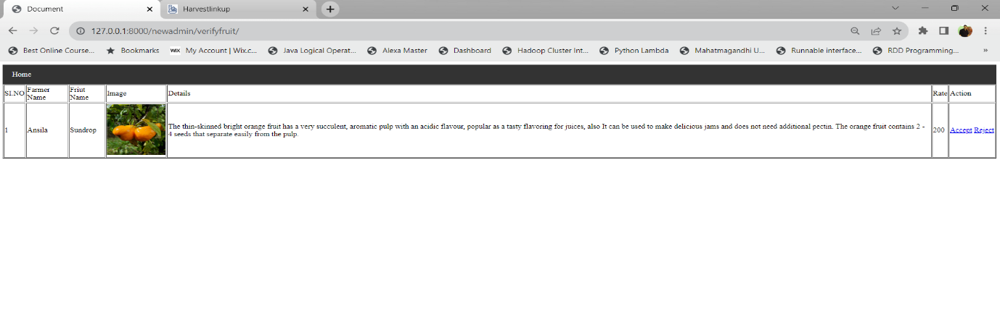 Document
Harvestlinkup
127.0.0.1:8000/newadmin/verifyfruit/
Best Online Course... Bookmarks WIX My Account | Wix.c... Java Logical Operat... Alexa Master Dashboard Hadoop Cluster Int... Python Lambda Mahatmagandhi U... Runnable interface... RDD Programming... »
Home
SI.NO Farmer Name Friut Name Image Details Rate Action
1 Ansila Sundrop The thin-skinned bright orange fruit has a very succulent, aromatic pulp with an acidic flavour, popular as a tasty flavoring for juices, also It can be used to make delicious jams and does not need additional pectin. The orange fruit contains 2 -
4 seeds that separate easily from the pulp. 200 Accept Reject